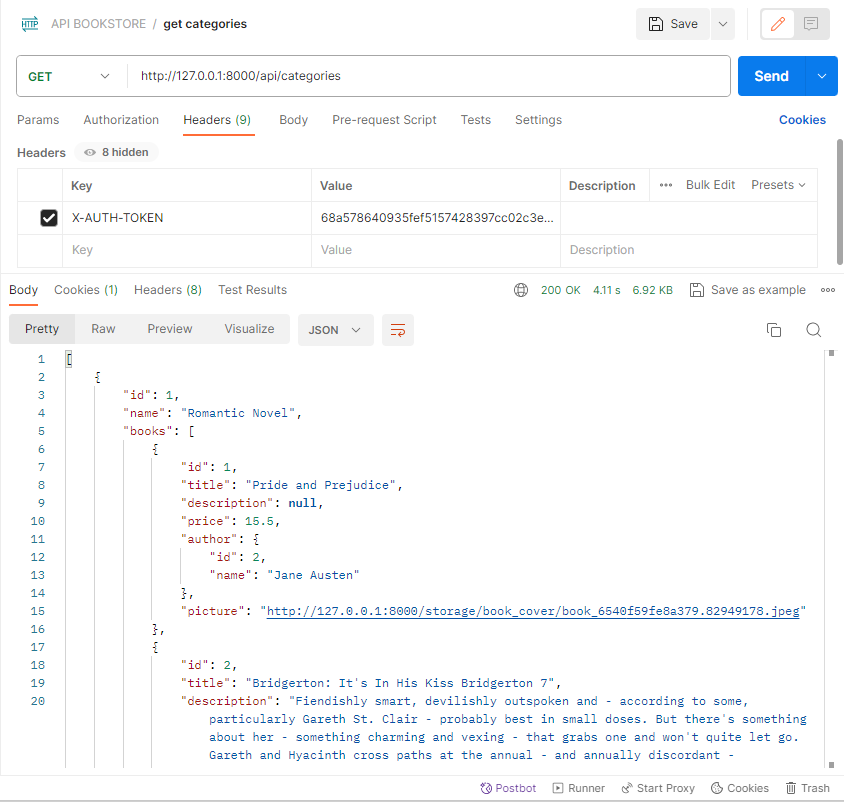 HTTP API BOOKSTORE / get categories Save
GET http://127.0.0.1:8000/api/categories Send
Params Authorization Headers (9) Body Pre-request Script Tests Settings Cookies
Headers 8 hidden
Key Value Description ••• Bulk Edit Presets
X-AUTH-TOKEN 68a578640935fef5157428397cc02c3e...
Key Value Description
Body Cookies (1) Headers (8) Test Results 200 OK 4.11 s 6.92 KB Save as example
Pretty Raw Preview Visualize JSON
1 [
2 {
3 "id": 1,
4 "name": "Romantic Novel",
5 "books": [
6 {
7 "id": 1,
8 "title": "Pride and Prejudice",
9 "description": null,
10 "price": 15.5,
11 "author": {
12 "id": 2,
13 "name": "Jane Austen"
14 },
15 "picture": "http://127.0.0.1:8000/storage/book_cover/book_6540f59fe8a379.82949178.jpeg"
16 },
17 {
18 "id": 2,
19 "title": "Bridgerton: It's In His Kiss Bridgerton 7",
20 "description": "Fiendishly smart, devilishly outspoken and - according to some,
particularly Gareth St. Clair - probably best in small doses. But there's something
about her - something charming and vexing - that grabs one and won't quite let go.
Gareth and Hyacinth cross paths at the annual - and annually discordant -
Postbot Runner Start Proxy Cookies Trash